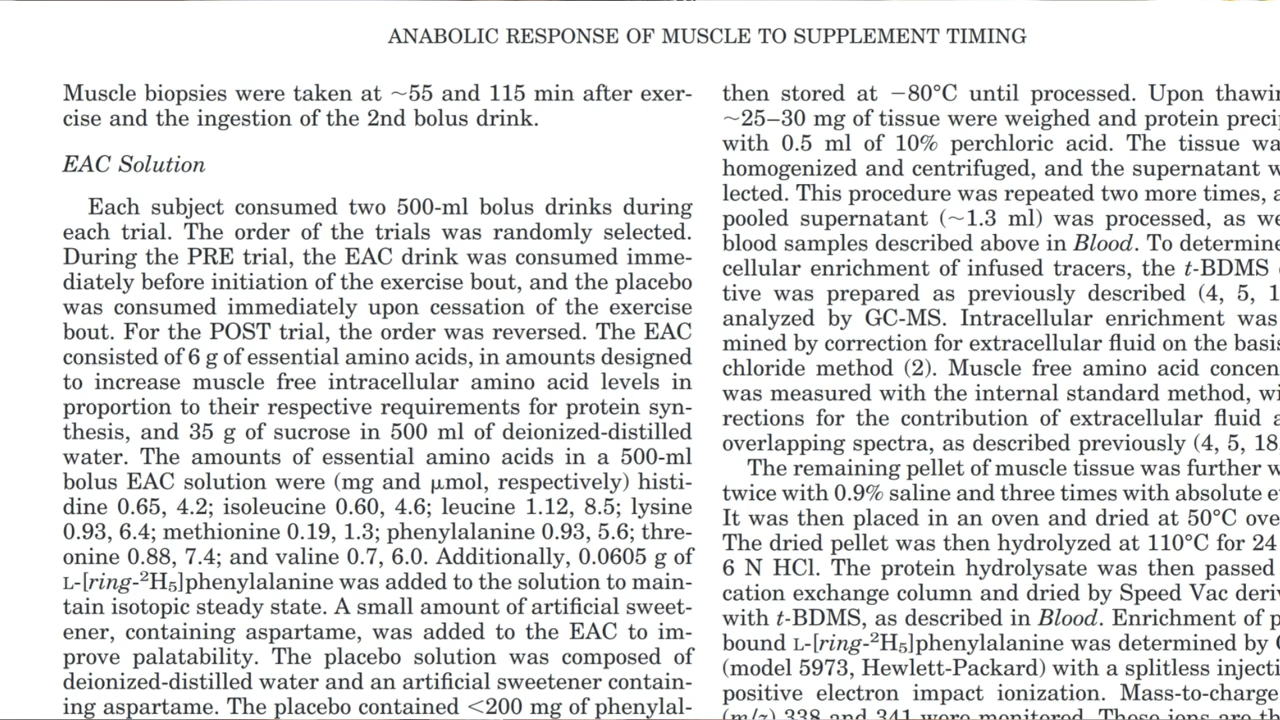 ANABOLIC RESPONSE OF MUSCLE TO SUPPLEMENT TIMING
Muscle biopsies were taken at ~55 and 115 min after exer-
cise and the ingestion of the 2nd bolus drink.
EAC Solution
Each subject consumed two 500-ml bolus drinks during
each trial. The order of the trials was randomly selected.
During the PRE trial, the EAC drink was consumed imme-
diately before initiation of the exercise bout, and the placebo
was consumed immediately upon cessation of the exercise
bout. For the POST trial, the order was reversed. The EAC
consisted of 6 g of essential amino acids, in amounts designed
to increase muscle free intracellular amino acid levels in
proportion to their respective requirements for protein syn-
thesis, and 35 g of sucrose in 500 ml of deionized-distilled
water. The amounts of essential amino acids in a 500-ml
bolus EAC solution were (mg and μmol, respectively) histi-
dine 0.65, 4.2; isoleucine 0.60, 4.6; leucine 1.12, 8.5; lysine
0.93, 6.4; methionine 0.19, 1.3; phenylalanine 0.93, 5.6; thre-
onine 0.88, 7.4; and valine 0.7, 6.0. Additionally, 0.0605 g of
L-[ring-²H₅]phenylalanine was added to the solution to main-
tain isotopic steady state. A small amount of artificial sweet-
ener, containing aspartame, was added to the EAC to im-
prove palatability. The placebo solution was composed of
deionized-distilled water and an artificial sweetener contain-
ing aspartame. The placebo contained <200 mg of phenylal-
then stored at −80°C until processed. Upon thawin
~25–30 mg of tissue were weighed and protein preci
with 0.5 ml of 10% perchloric acid. The tissue wa
homogenized and centrifuged, and the supernatant w
lected. This procedure was repeated two more times, a
pooled supernatant (~1.3 ml) was processed, as we
blood samples described above in Blood. To determine
cellular enrichment of infused tracers, the t-BDMS
tive was prepared as previously described (4, 5, 1
analyzed by GC-MS. Intracellular enrichment was
mined by correction for extracellular fluid on the basis
chloride method (2). Muscle free amino acid concen
was measured with the internal standard method, wi
rections for the contribution of extracellular fluid a
overlapping spectra, as described previously (4, 5, 18,
The remaining pellet of muscle tissue was further w
twice with 0.9% saline and three times with absolute e
It was then placed in an oven and dried at 50°C ove
The dried pellet was then hydrolyzed at 110°C for 24
6 N HCl. The protein hydrolysate was then passed
cation exchange column and dried by Speed Vac deriv
with t-BDMS, as described in Blood. Enrichment of p
bound L-[ring-²H₅]phenylalanine was determined by G
(model 5973, Hewlett-Packard) with a splitless injecti
positive electron impact ionization. Mass-to-charge
(m/z) 338 and 341 were monitored. These ions are th